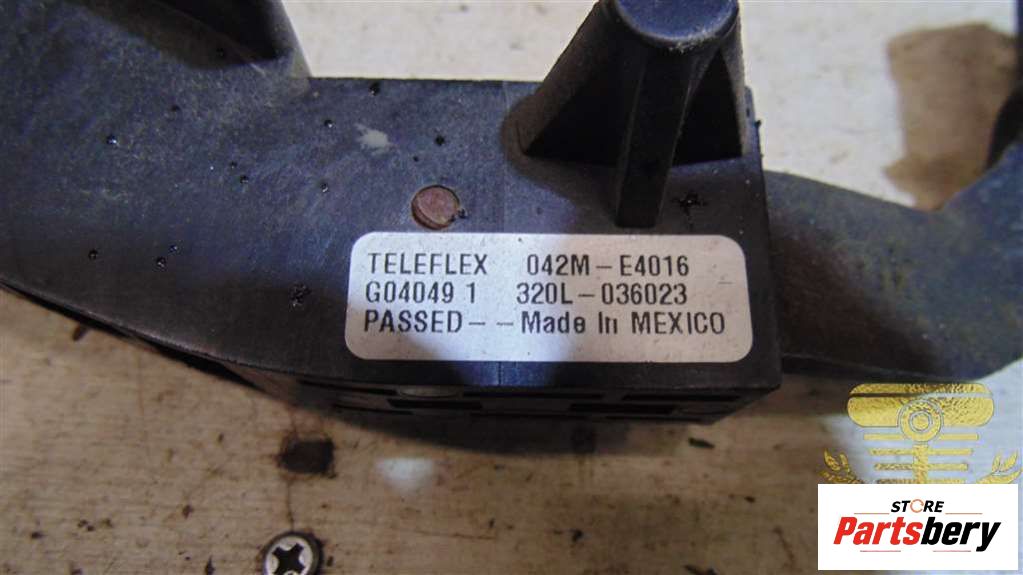 TELEFLEX 042M-E4016
G04049 1 320L-036023
PASSED--Made In MEXICO
STORE
Partsbery